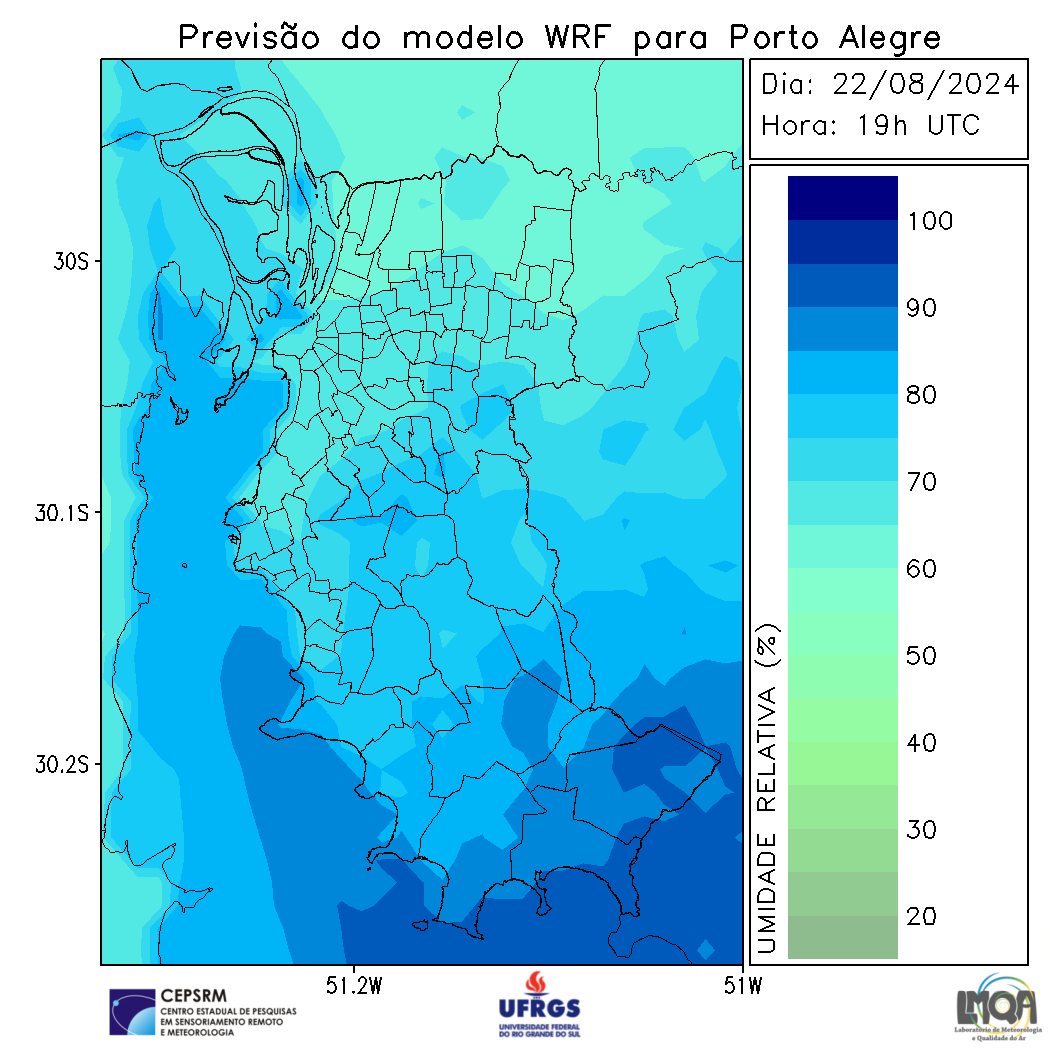 Previsão do modelo WRF para Porto Alegre
Dia: 22/08/2024
Hora: 19h UTC
30S
30.1S
30.2S
51.2W
51W
100
90
80
70
60
50
40
30
20
UMIDADE RELATIVA (%)
CEPSRM
CENTRO ESTADUAL DE PESQUISAS
EM SENSORIAMENTO REMOTO
E METEOROLOGIA
UFRGS
UNIVERSIDADE FEDERAL
DO RIO GRANDE DO SUL
LMQA
Laboratório de Meteorologia
e Qualidade do Ar